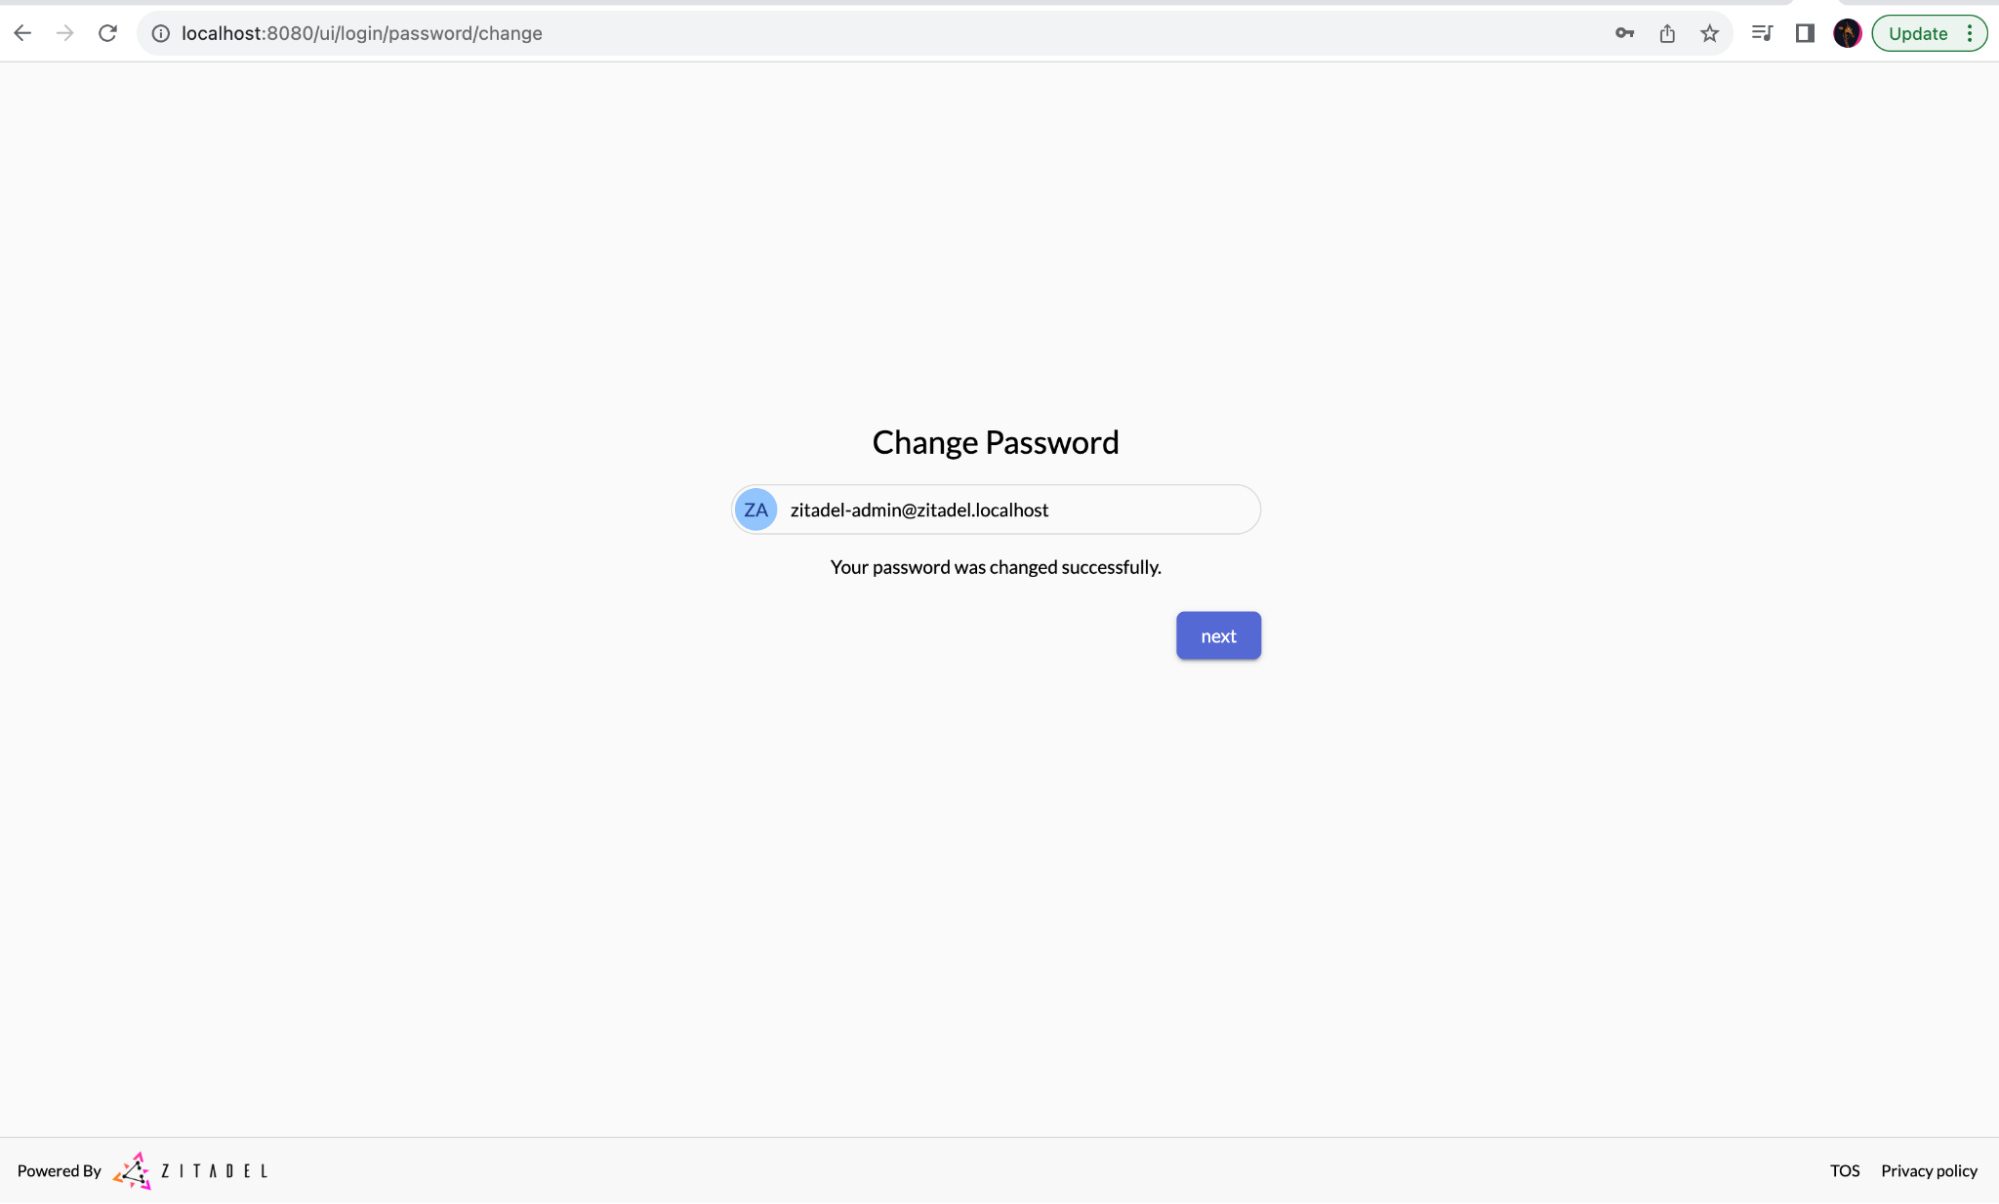 localhost:8080/ui/login/password/change
Update
Change Password
ZA zitadel-admin@zitadel.localhost
Your password was changed successfully.
next
Powered By ZITADEL
TOS Privacy policy